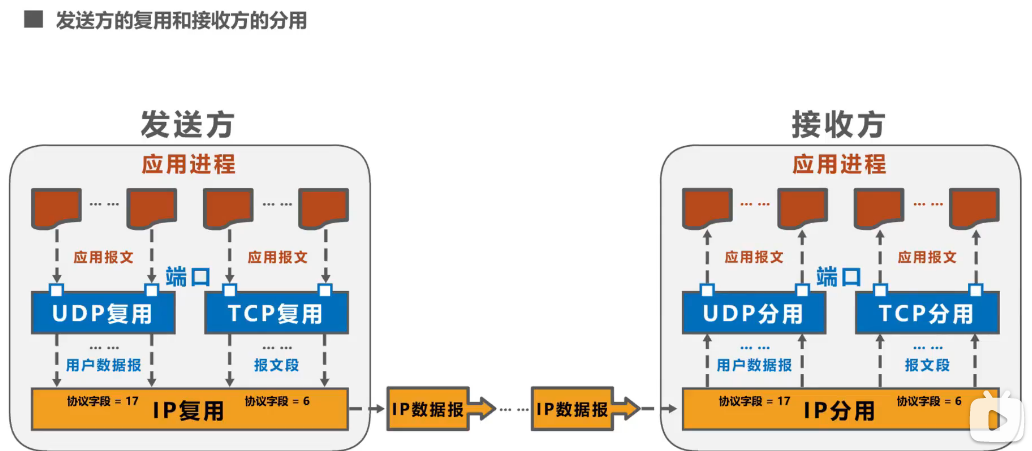 发送方的复用和接收方的分用
发送方
应用进程
… … … …
应用报文 应用报文
端口
UDP复用 TCP复用
… … … …
用户数据报 报文段
协议字段 = 17 IP复用 协议字段 = 6
IP数据报 … … IP数据报
接收方
应用进程
… … … …
应用报文 应用报文
端口
UDP分用 TCP分用
… … … …
用户数据报 报文段
协议字段 = 17 IP分用 协议字段 = 6